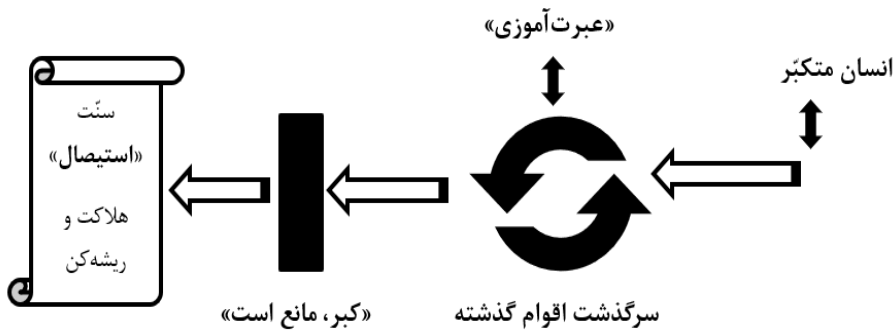 «عبرت‌آموزی»
انسان متکبّر
سرگذشت اقوام گذشته
«کبر، مانع است»
سنّت
«استیصال»
هلاکت و
ریشه‌کن